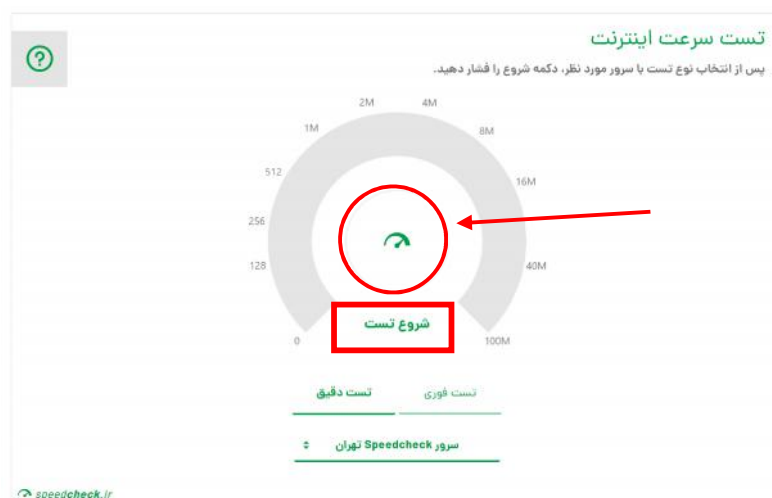 تست سرعت اینترنت
پس از انتخاب نوع تست با سرور مورد نظر، دکمه شروع را فشار دهید.
?
2M
4M
1M
8M
512
16M
256
128
40M
شروع تست
0
100M
تست فوری
تست دقیق
سرور Speedcheck تهران
speedcheck.ir